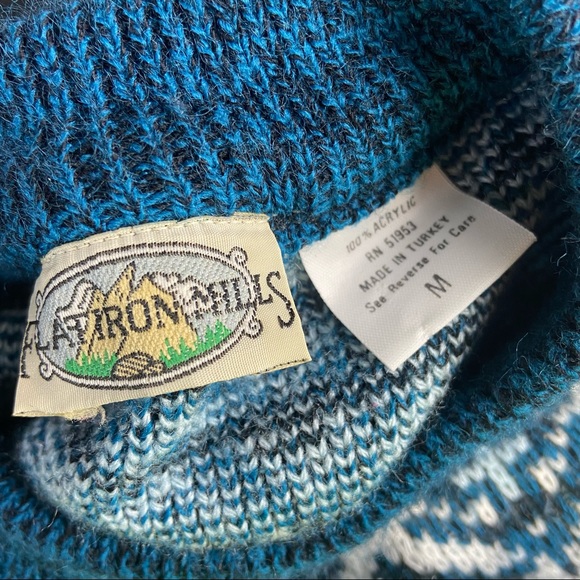 FLATIRON MILLS
100% ACRYLIC
RN 51953
MADE IN TURKEY
See Reverse For Care
M